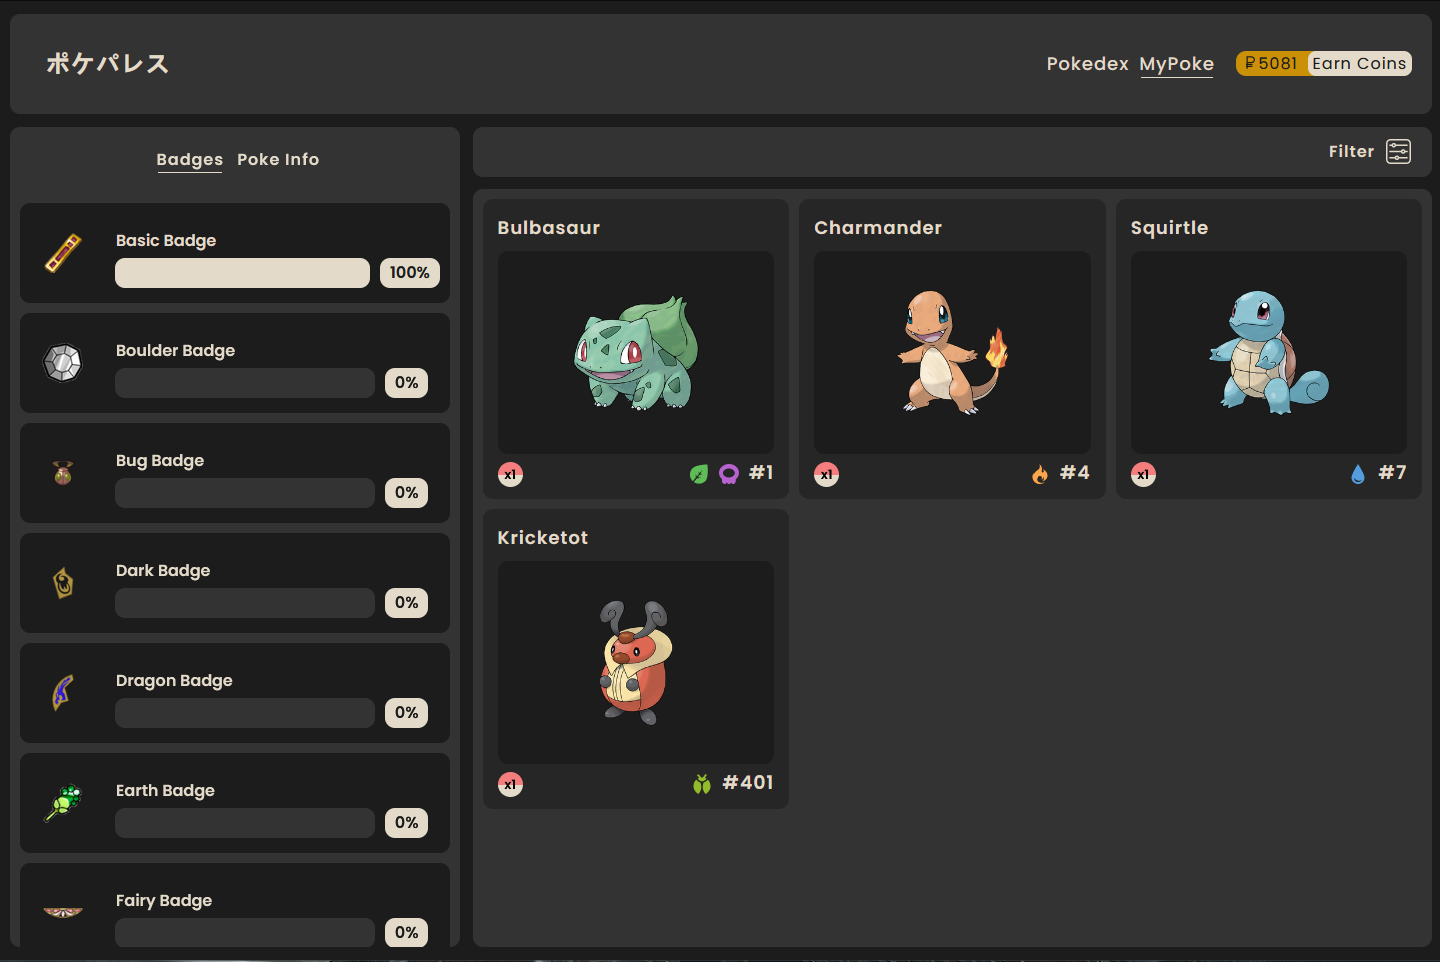 ポケパレス
Pokedex MyPoke ₽5081 Earn Coins
Badges Poke Info
Basic Badge
100%
Boulder Badge
0%
Bug Badge
0%
Dark Badge
0%
Dragon Badge
0%
Earth Badge
0%
Fairy Badge
0%
Filter
Bulbasaur
x1 #1
Charmander
x1 #4
Squirtle
x1 #7
Kricketot
x1 #401